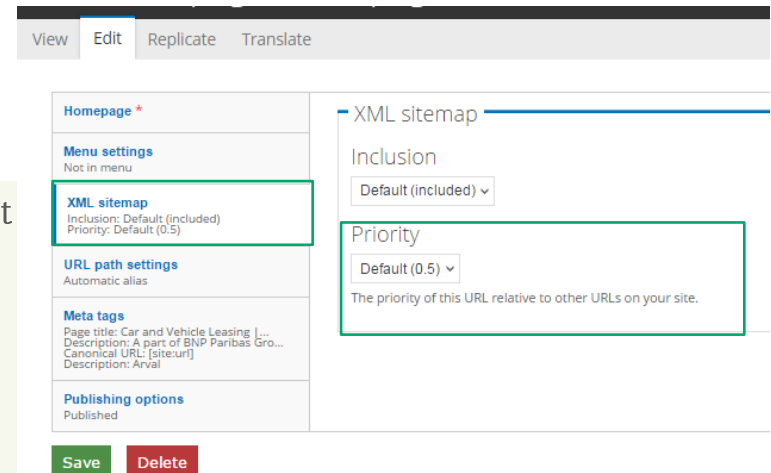 View Edit Replicate Translate
Homepage *
Menu settings
Not in menu
XML sitemap
Inclusion: Default (included)
Priority: Default (0.5)
URL path settings
Automatic alias
Meta tags
Page title: Car and Vehicle Leasing |...
Description: A part of BNP Paribas Gro...
Canonical URL: [site:url]
Description: Arval
Publishing options
Published
Save Delete
XML sitemap
Inclusion
Default (included)
Priority
Default (0.5)
The priority of this URL relative to other URLs on your site.